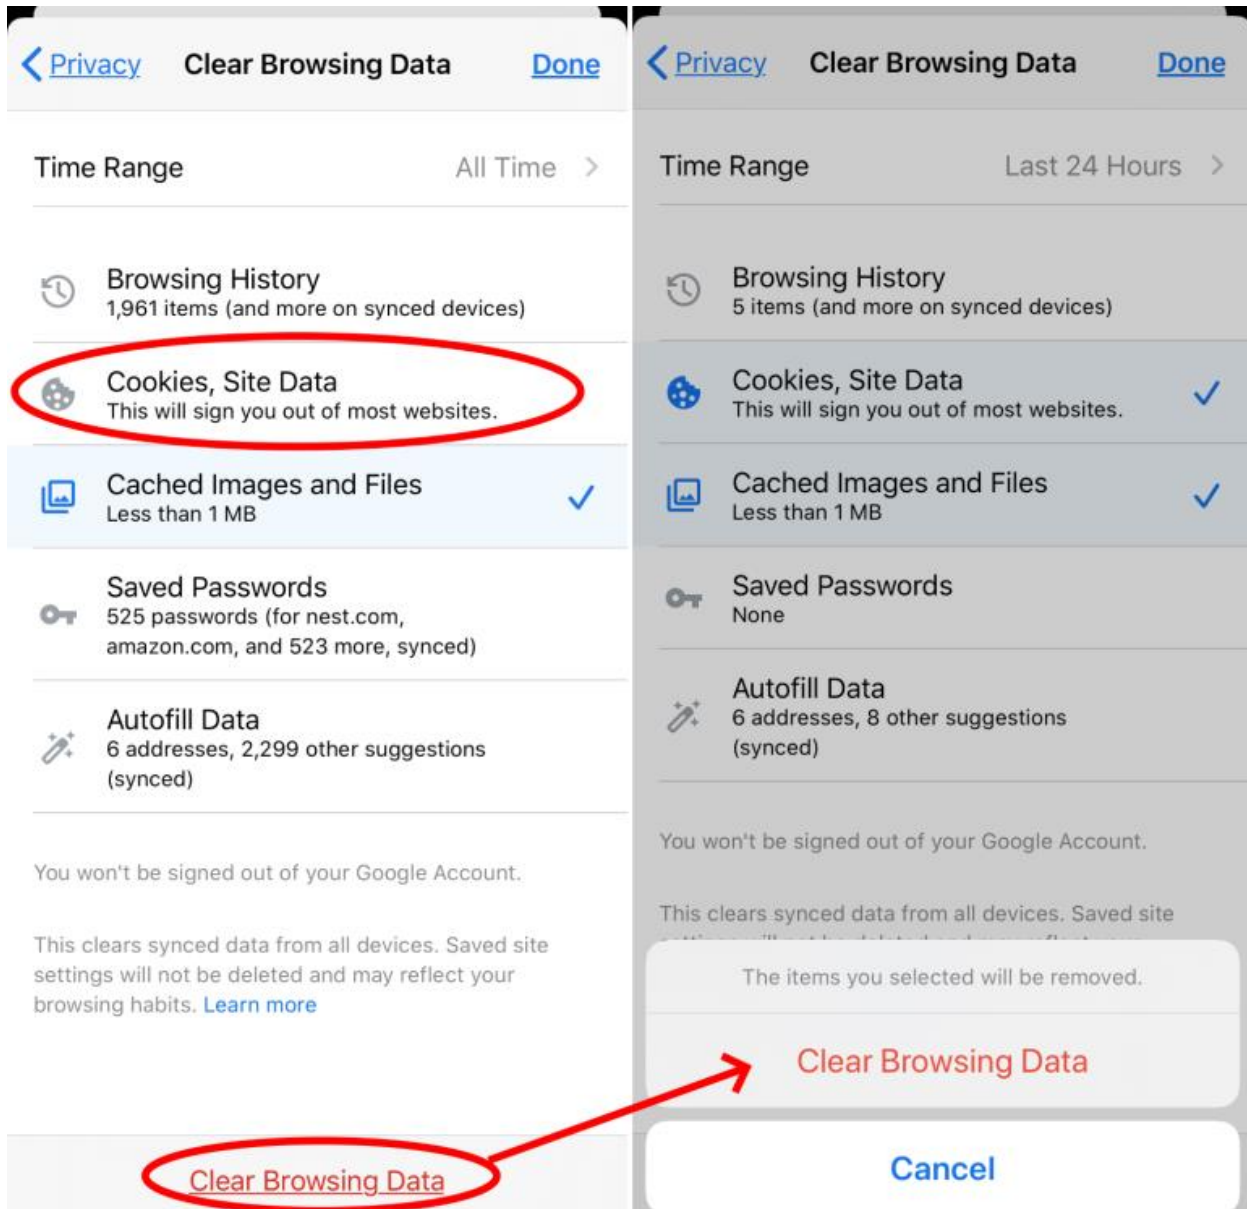 Privacy
Clear Browsing Data
Done
Time Range
All Time
Browsing History
1,961 items (and more on synced devices)
Cookies, Site Data
This will sign you out of most websites.
Cached Images and Files
Less than 1 MB
Saved Passwords
525 passwords (for nest.com,
amazon.com, and 523 more, synced)
Autofill Data
6 addresses, 2,299 other suggestions
(synced)
You won't be signed out of your Google Account.
This clears synced data from all devices. Saved site
settings will not be deleted and may reflect your
browsing habits. Learn more
Clear Browsing Data
Privacy
Clear Browsing Data
Done
Time Range
Last 24 Hours
Browsing History
5 items (and more on synced devices)
Cookies, Site Data
This will sign you out of most websites.
Cached Images and Files
Less than 1 MB
Saved Passwords
None
Autofill Data
6 addresses, 8 other suggestions
(synced)
You won't be signed out of your Google Account.
This clears synced data from all devices. Saved site
The items you selected will be removed.
Clear Browsing Data
Cancel